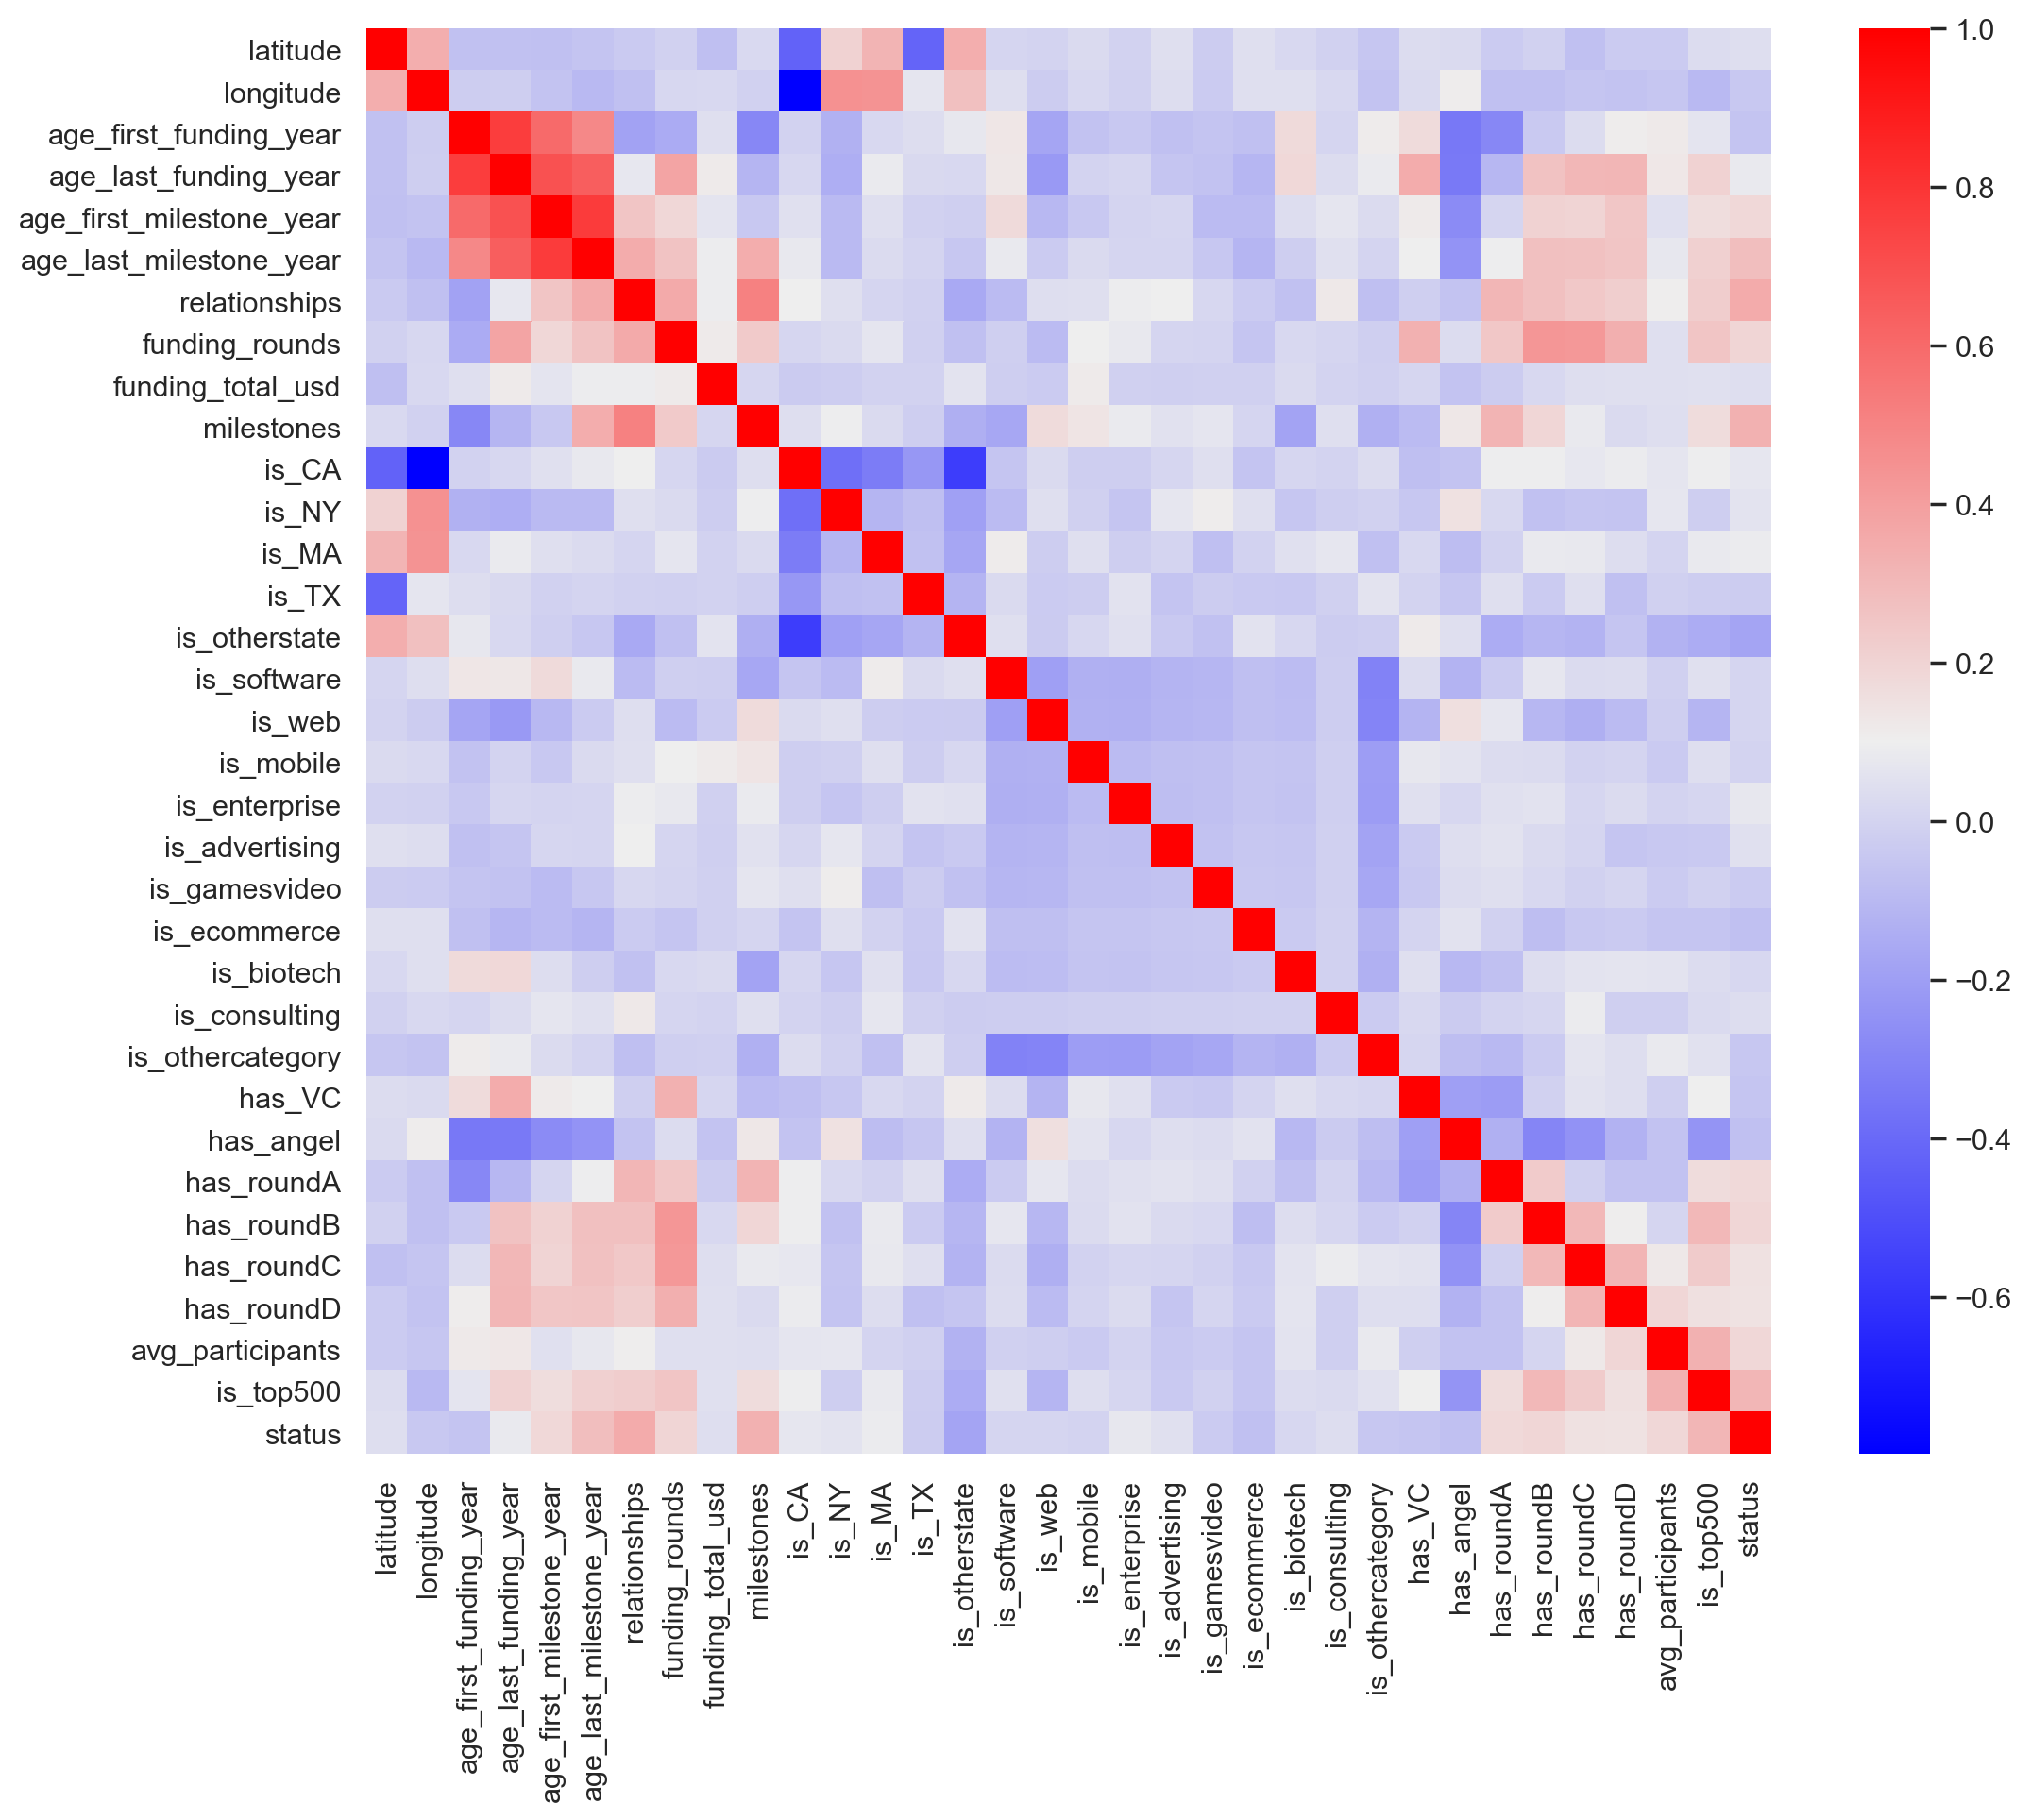 latitude
longitude
age_first_funding_year
age_last_funding_year
age_first_milestone_year
age_last_milestone_year
relationships
funding_rounds
funding_total_usd
milestones
is_CA
is_NY
is_MA
is_TX
is_otherstate
is_software
is_web
is_mobile
is_enterprise
is_advertising
is_gamesvideo
is_ecommerce
is_biotech
is_consulting
is_othercategory
has_VC
has_angel
has_roundA
has_roundB
has_roundC
has_roundD
avg_participants
is_top500
status
latitude
longitude
age_first_funding_year
age_last_funding_year
age_first_milestone_year
age_last_milestone_year
relationships
funding_rounds
funding_total_usd
milestones
is_CA
is_NY
is_MA
is_TX
is_otherstate
is_software
is_web
is_mobile
is_enterprise
is_advertising
is_gamesvideo
is_ecommerce
is_biotech
is_consulting
is_othercategory
has_VC
has_angel
has_roundA
has_roundB
has_roundC
has_roundD
avg_participants
is_top500
status
1.0
0.8
0.6
0.4
0.2
0.0
−0.2
−0.4
−0.6